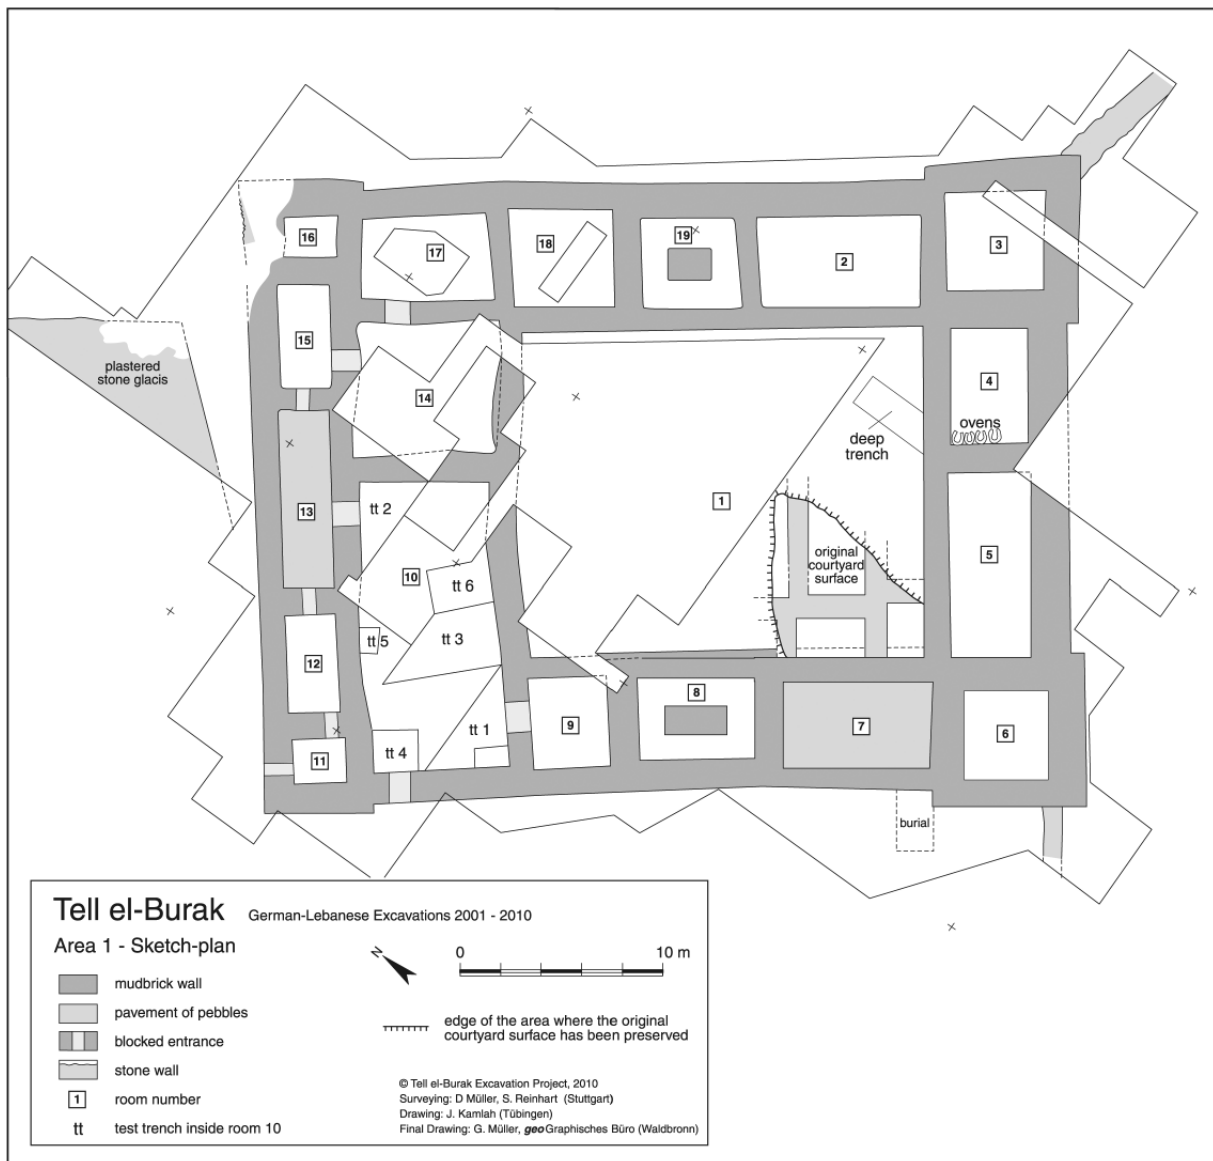 16
17
18
19
2
3
15
plastered
stone glacis
14
4
ovens
deep
trench
1
13
tt 2
10
tt 6
original
courtyard
surface
5
tt 5
tt 3
12
8
9
7
6
tt 1
tt 4
11
burial
Tell el-Burak German-Lebanese Excavations 2001 - 2010
Area 1 - Sketch-plan
N
0 10 m
mudbrick wall
pavement of pebbles
blocked entrance
stone wall
1 room number
tt test trench inside room 10
edge of the area where the original
courtyard surface has been preserved
© Tell el-Burak Excavation Project, 2010
Surveying: D Müller, S. Reinhart (Stuttgart)
Drawing: J. Kamlah (Tübingen)
Final Drawing: G. Müller, geoGraphisches Büro (Waldbronn)